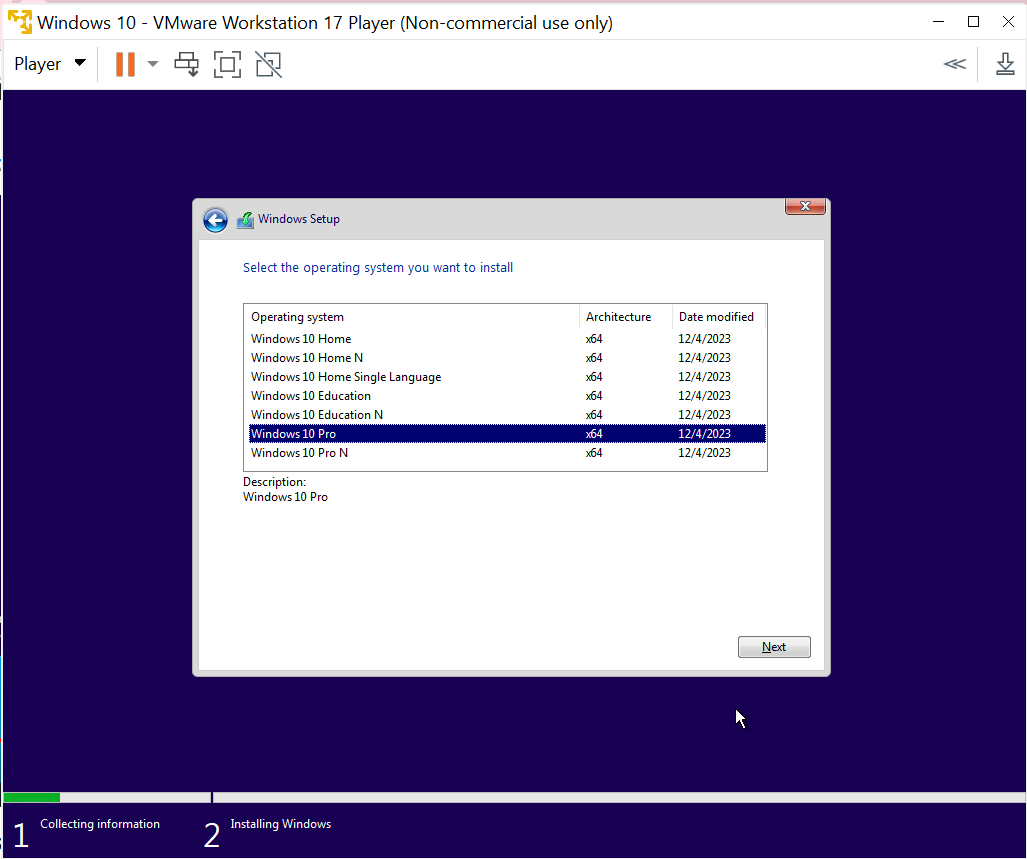 Windows 10 - VMware Workstation 17 Player (Non-commercial use only)
Player
Windows Setup
Select the operating system you want to install
Operating system Architecture Date modified
Windows 10 Home x64 12/4/2023
Windows 10 Home N x64 12/4/2023
Windows 10 Home Single Language x64 12/4/2023
Windows 10 Education x64 12/4/2023
Windows 10 Education N x64 12/4/2023
Windows 10 Pro x64 12/4/2023
Windows 10 Pro N x64 12/4/2023
Description:
Windows 10 Pro
Next
1 Collecting information 2 Installing Windows